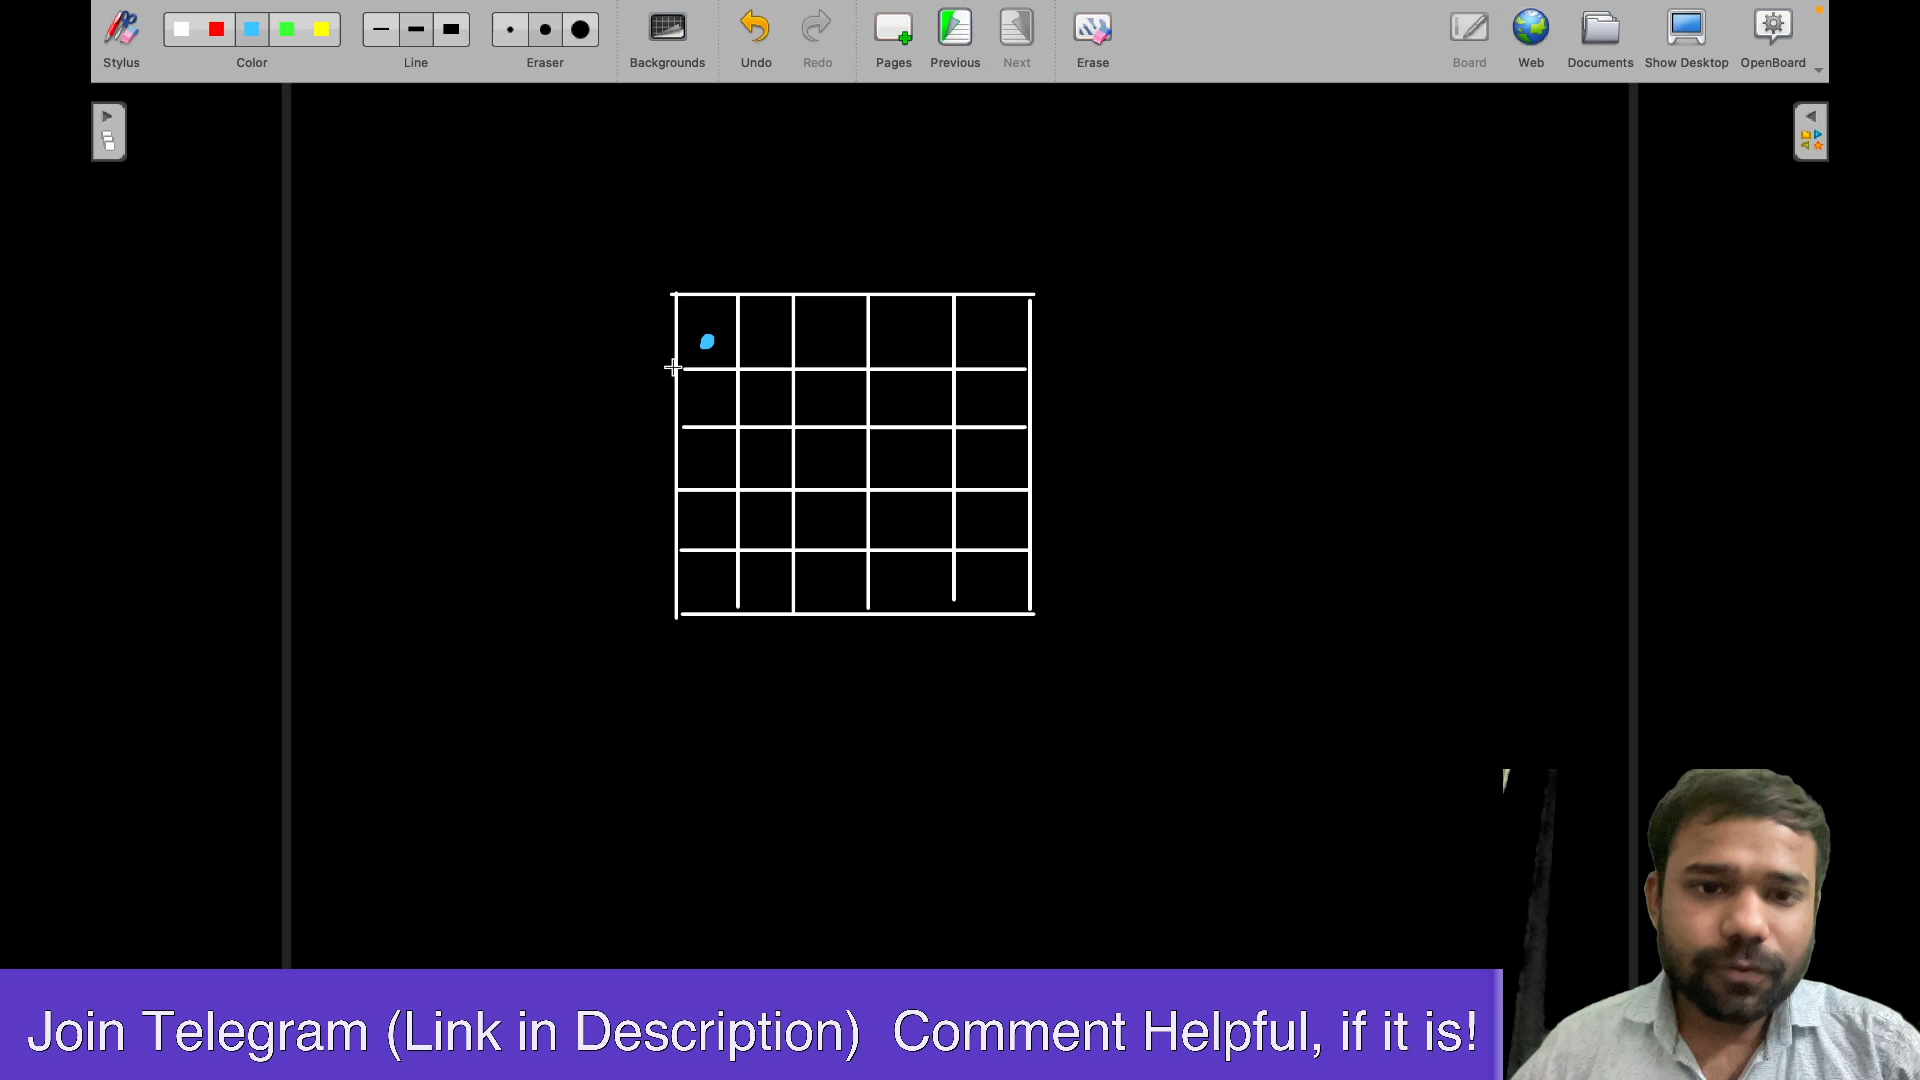 Stylus Color Line Eraser Backgrounds Undo Redo Pages Previous Next Erase Board Web Documents Show Desktop OpenBoard
Join Telegram (Link in Description) Comment Helpful, if it is!